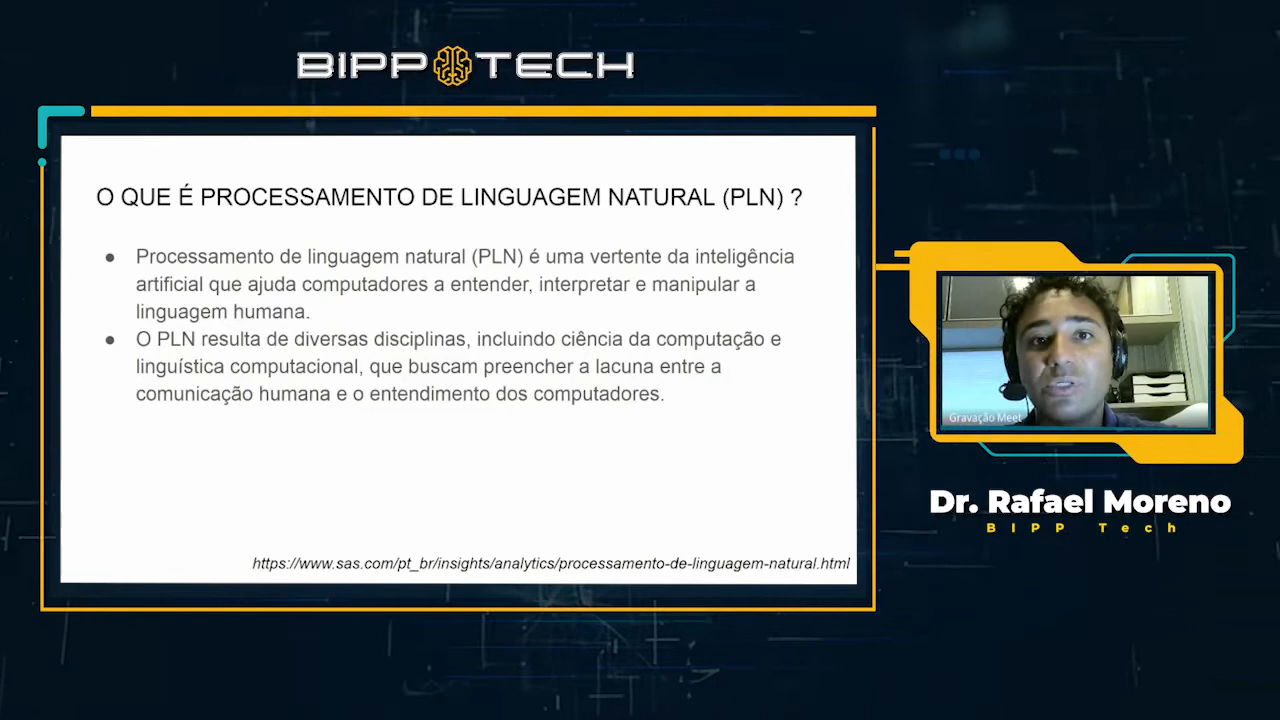 BIPP TECH
O QUE É PROCESSAMENTO DE LINGUAGEM NATURAL (PLN) ?
● Processamento de linguagem natural (PLN) é uma vertente da inteligência
artificial que ajuda computadores a entender, interpretar e manipular a
linguagem humana.
● O PLN resulta de diversas disciplinas, incluindo ciência da computação e
linguística computacional, que buscam preencher a lacuna entre a
comunicação humana e o entendimento dos computadores.
https://www.sas.com/pt_br/insights/analytics/processamento-de-linguagem-natural.html
Gravação Meet
Dr. Rafael Moreno
BIPP Tech